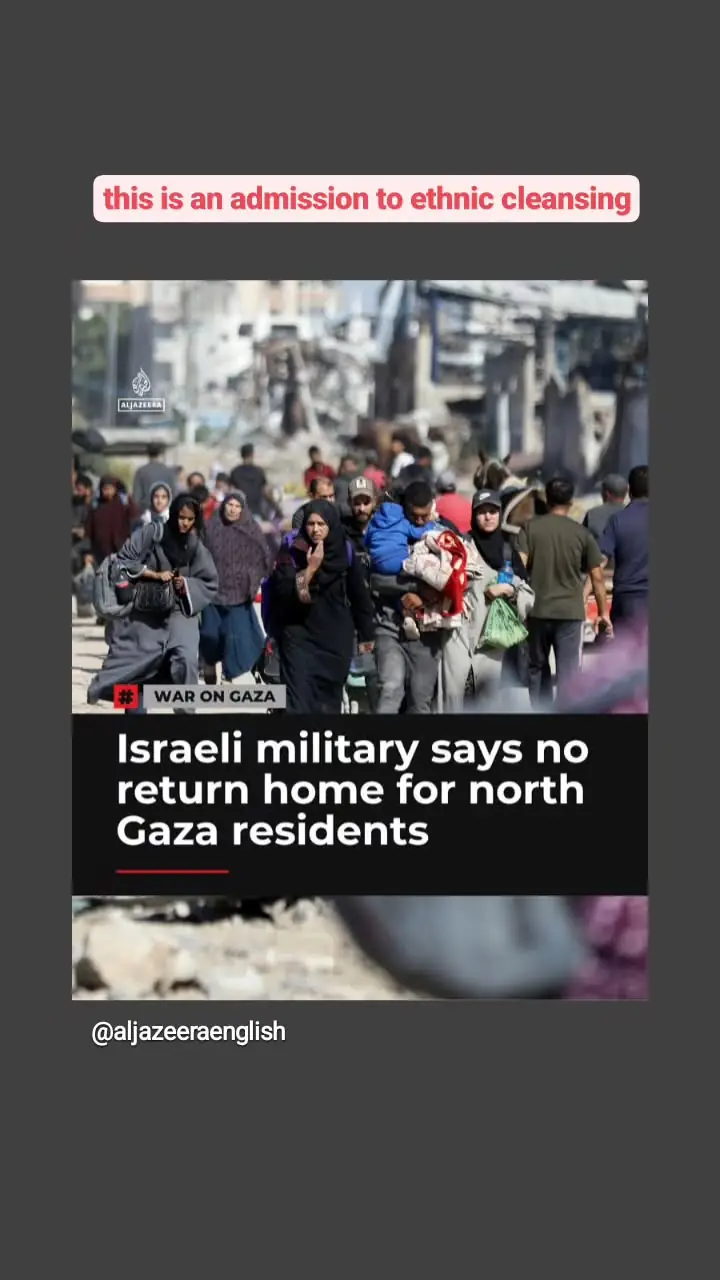 this is an admission to ethnic cleansing
ALJAZEERA
# WAR ON GAZA
Israeli military says no
return home for north
Gaza residents
@aljazeeraenglish